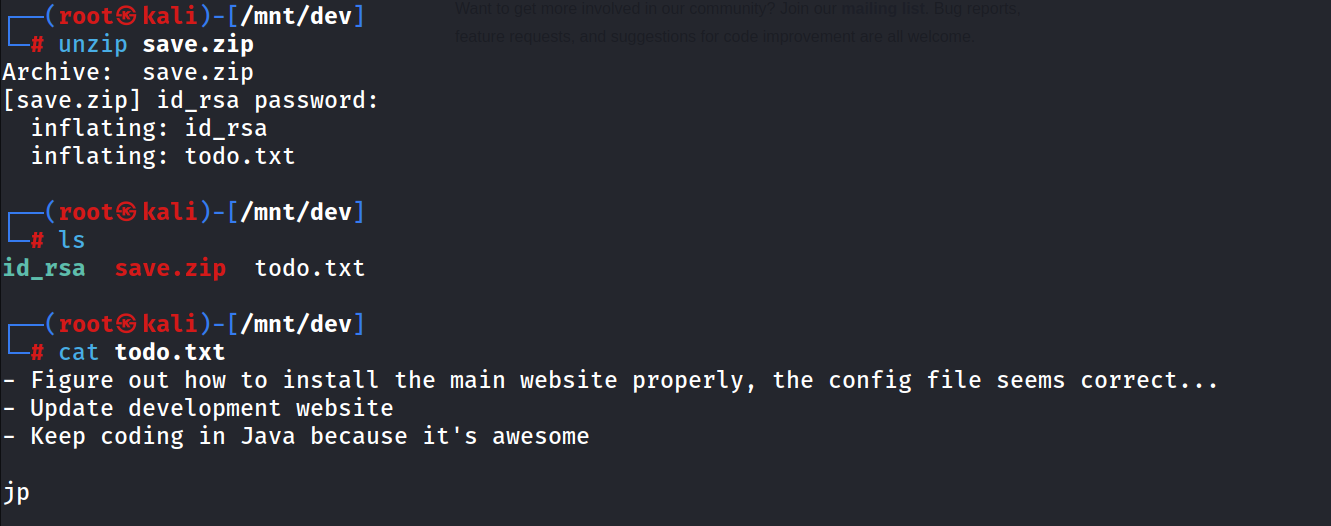 ┌──(root㉿kali)-[/mnt/dev]
└─# unzip save.zip
Archive:  save.zip
[save.zip] id_rsa password:
  inflating: id_rsa
  inflating: todo.txt
┌──(root㉿kali)-[/mnt/dev]
└─# ls
id_rsa  save.zip  todo.txt
┌──(root㉿kali)-[/mnt/dev]
└─# cat todo.txt
- Figure out how to install the main website properly, the config file seems correct...
- Update development website
- Keep coding in Java because it's awesome
jp
Want to get more involved in our community? Join our mailing list. Bug reports,
feature requests, and suggestions for code improvement are all welcome.